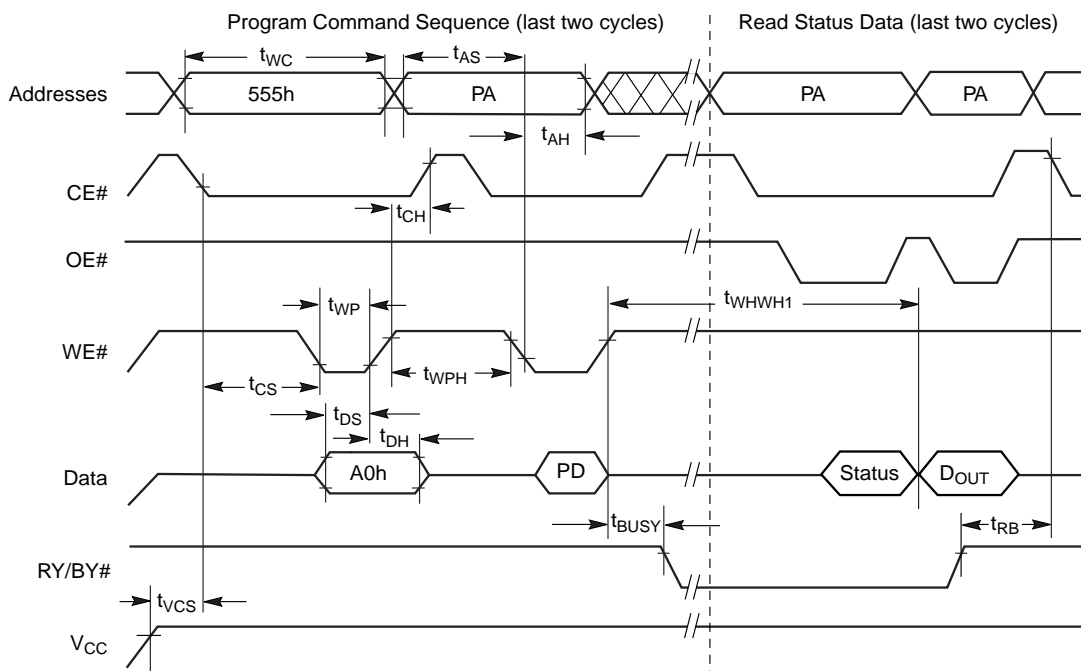 Program Command Sequence (last two cycles)
Read Status Data (last two cycles)
tWC
tAS
Addresses
555h
PA
PA
PA
tAH
CE#
tCH
OE#
tWP
tWHWH1
WE#
tCS
tWPH
tDS
tDH
Data
A0h
PD
Status
DOUT
tBUSY
tRB
RY/BY#
tVCS
VCC